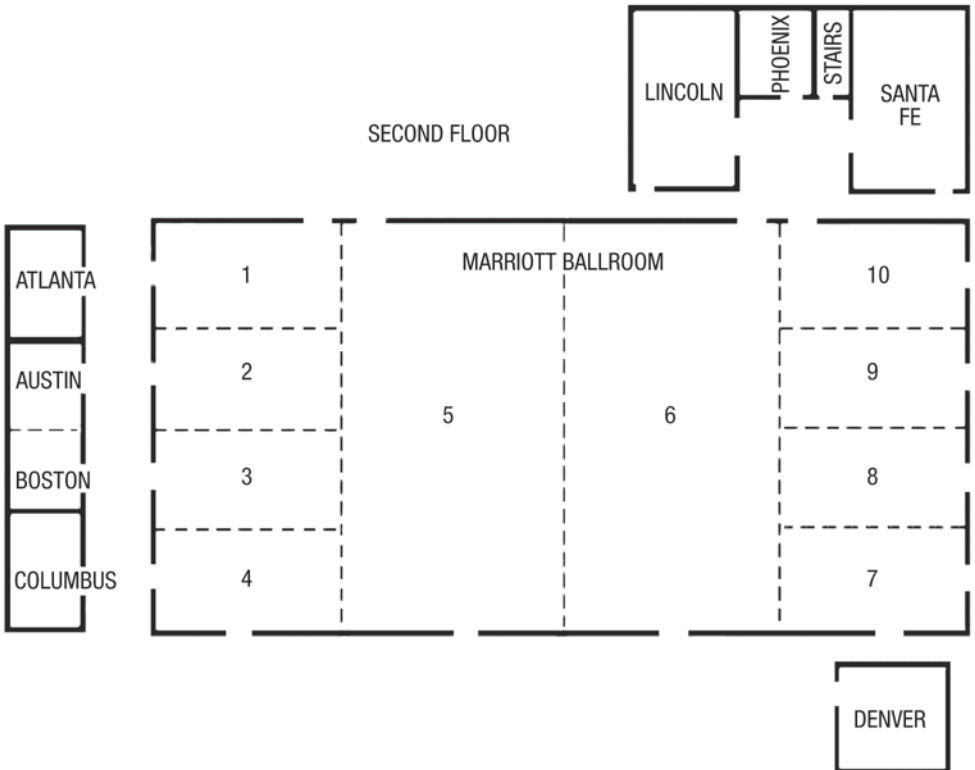 LINCOLN
PHOENIX
STAIRS
SANTA
FE
SECOND FLOOR
MARRIOTT BALLROOM
ATLANTA
1
10
AUSTIN
2
9
5
6
BOSTON
3
8
COLUMBUS
4
7
DENVER